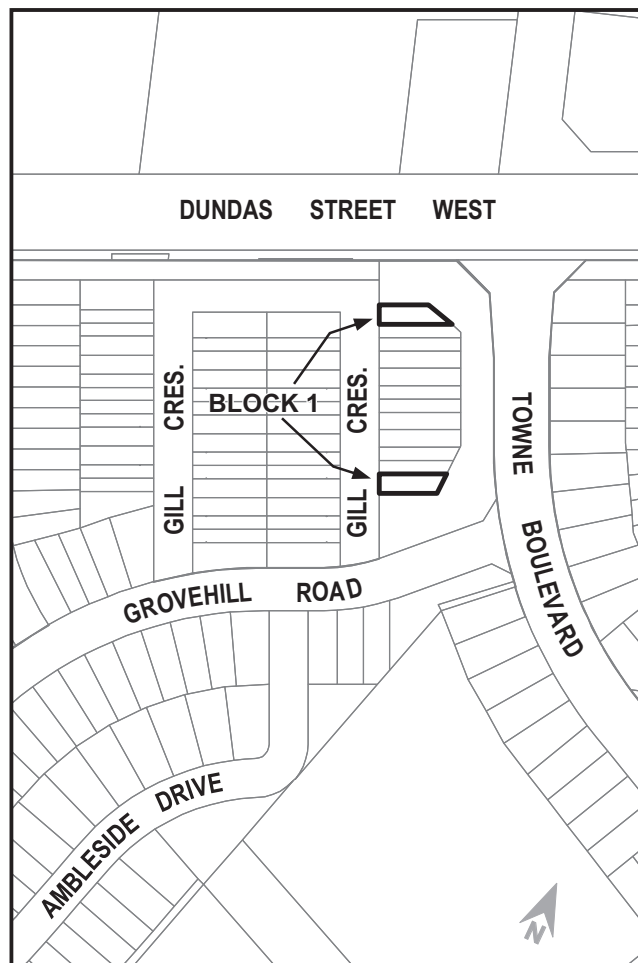 DUNDAS STREET WEST
GILL CRES.
BLOCK 1
GILL CRES.
TOWNE BOULEVARD
GROVEHILL ROAD
AMBLESIDE DRIVE
N